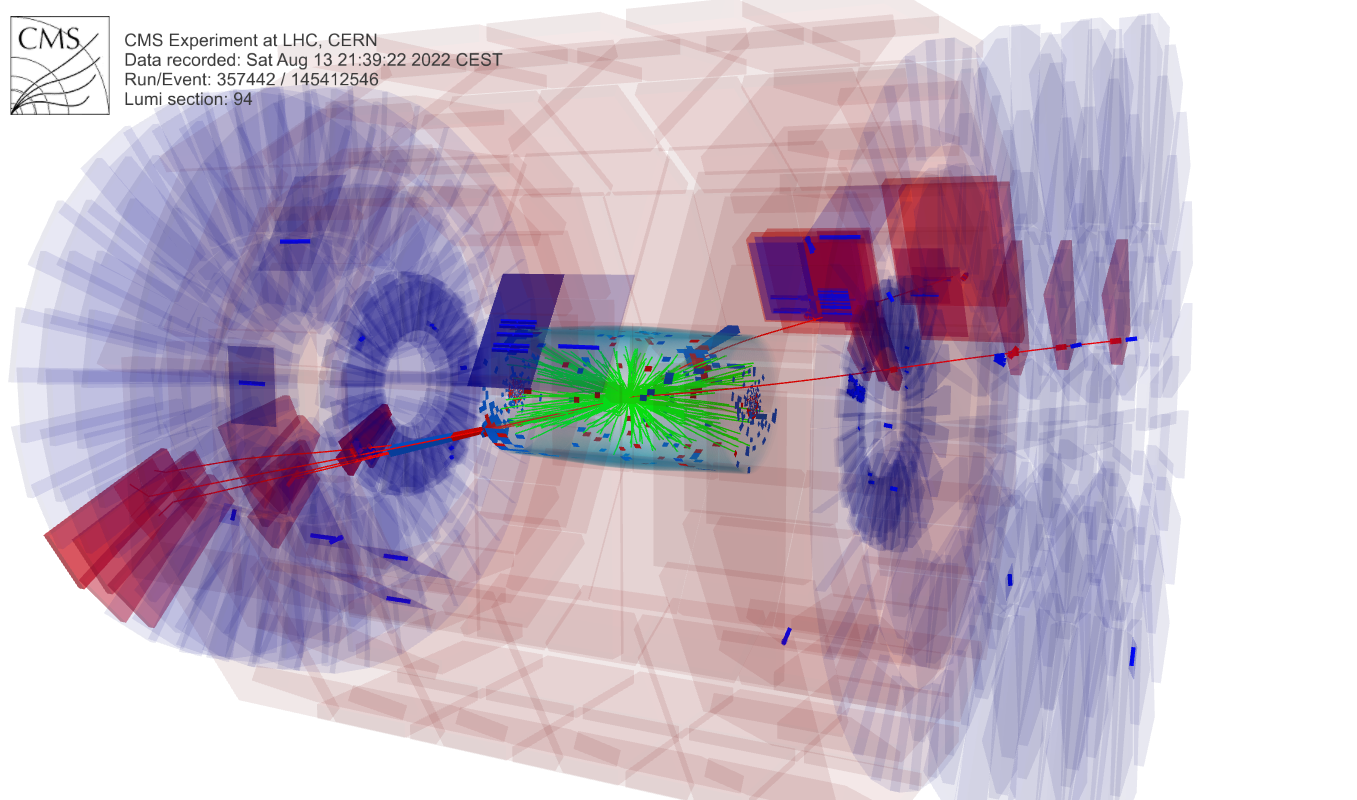 CMS
CMS Experiment at LHC, CERN
Data recorded: Sat Aug 13 21:39:22 2022 CEST
Run/Event: 357442 / 145412546
Lumi section: 94